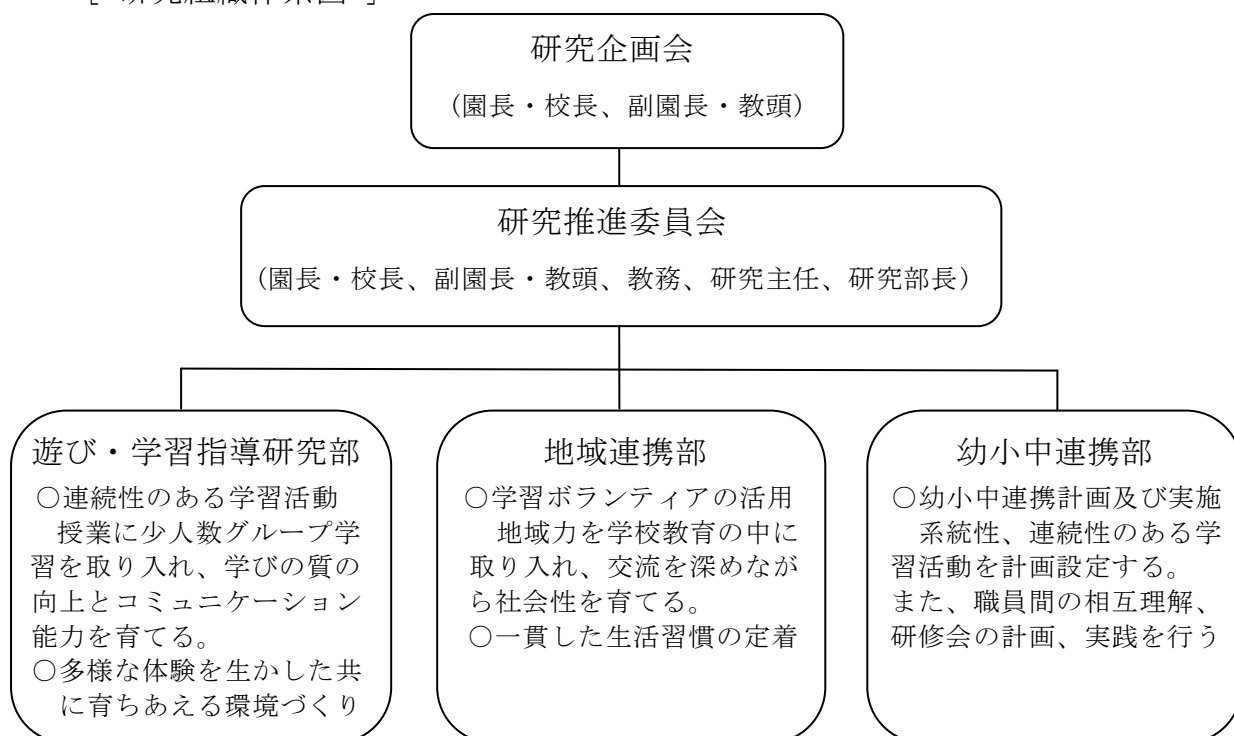 研究企画会
（園長・校長、副園長・教頭）
研究推進委員会
（園長・校長、副園長・教頭、教務、研究主任、研究部長）
遊び・学習指導研究部
○連続性のある学習活動
授業に少人数グループ学
習を取り入れ、学びの質の
向上とコミュニケーション
能力を育てる。
○多様な体験を生かした共
に育ちあえる環境づくり
地域連携部
○学習ボランティアの活用
地域力を学校教育の中に
取り入れ、交流を深めなが
ら社会性を育てる。
○一貫した生活習慣の定着
幼小中連携部
○幼小中連携計画及び実施
系統性、連続性のある学
習活動を計画設定する。
また、職員間の相互理解、
研修会の計画、実践を行う